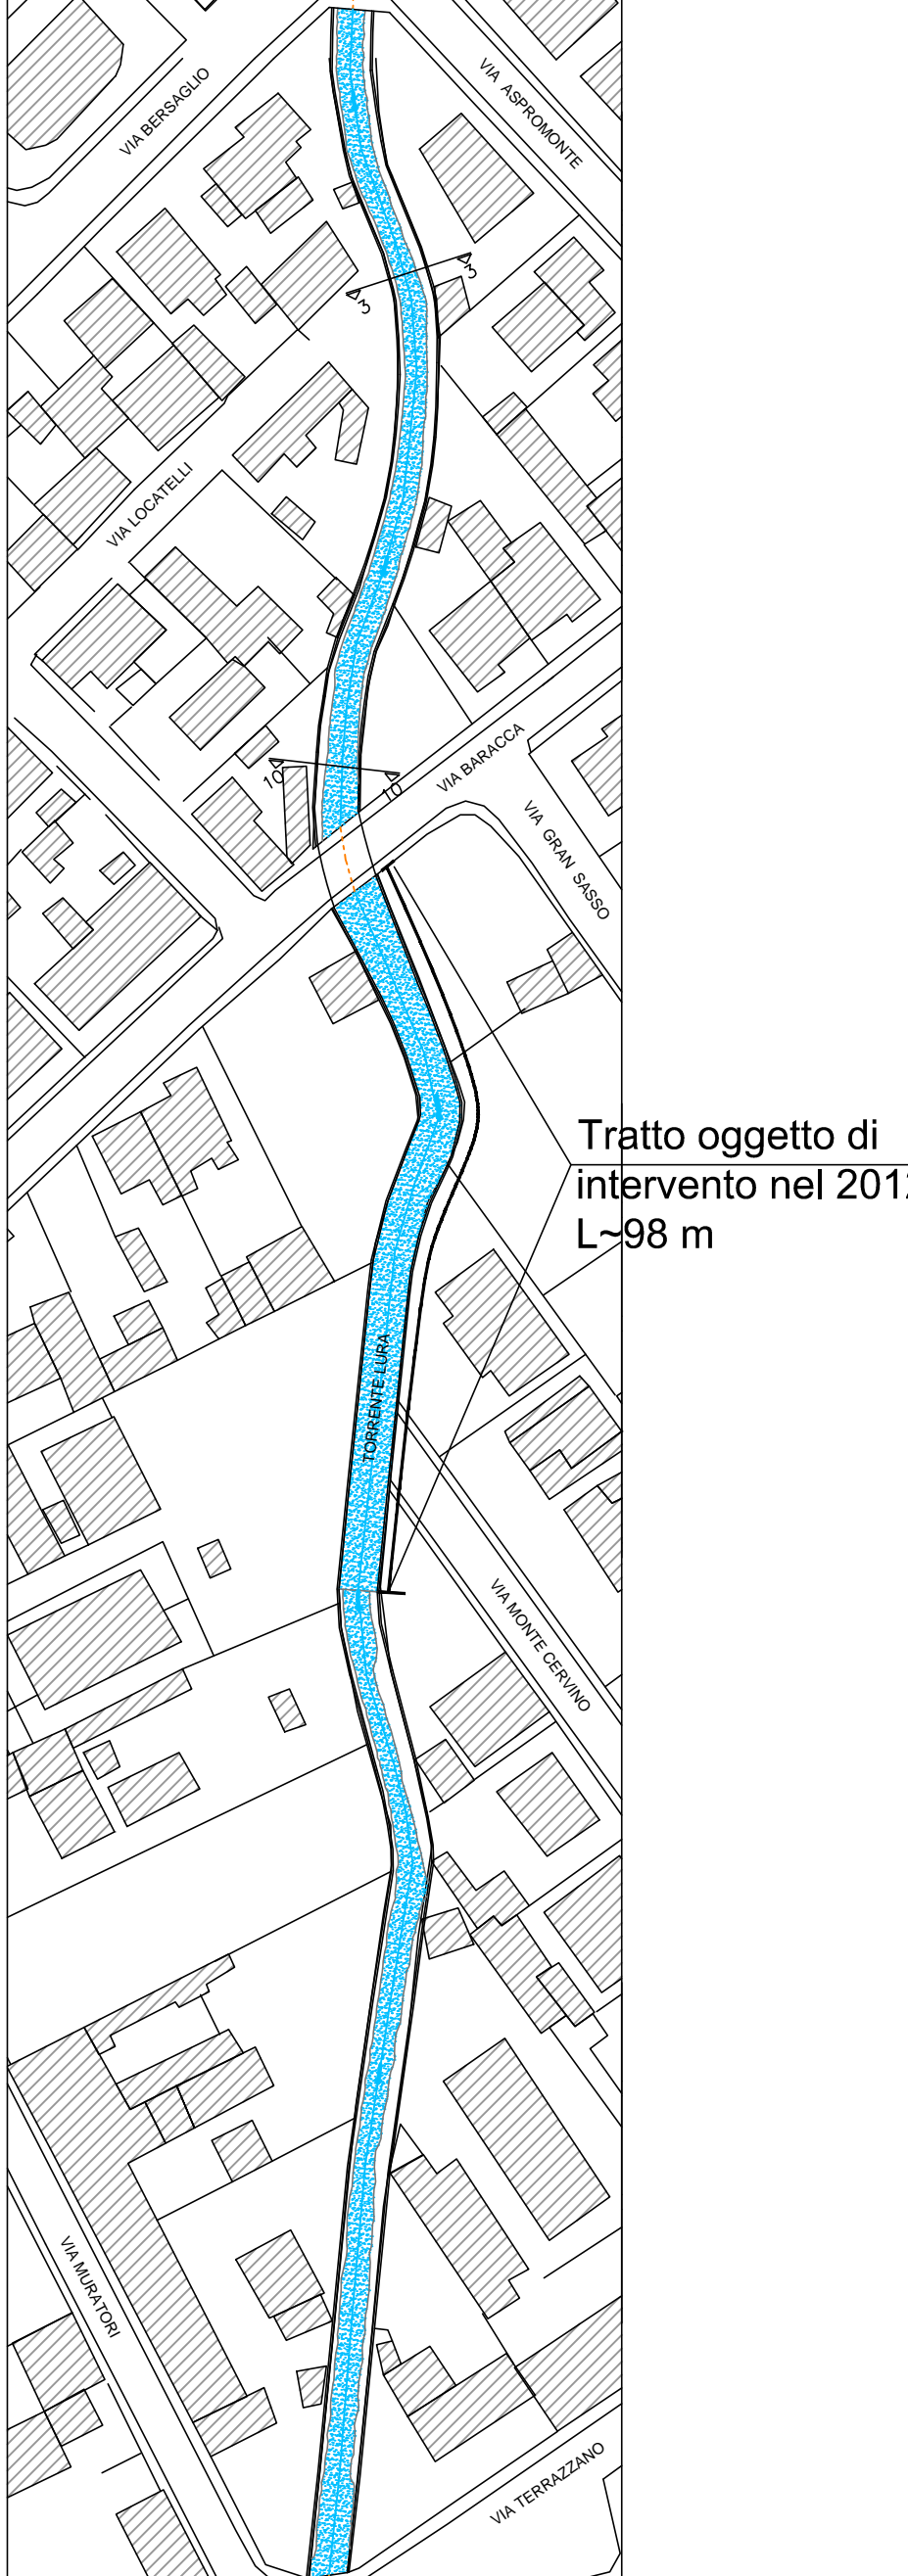 VIA BERSAGLIO
VIA ASPROMONTE
3
3
VIA LOCATELLI
VIA BARACCA
10
10
VIA GRAN SASSO
Tratto oggetto di
intervento nel 2012
L~98 m
TORRENTE LURA
VIA MONTE CERVINO
VIA MURATORI
VIA TERRAZZANO